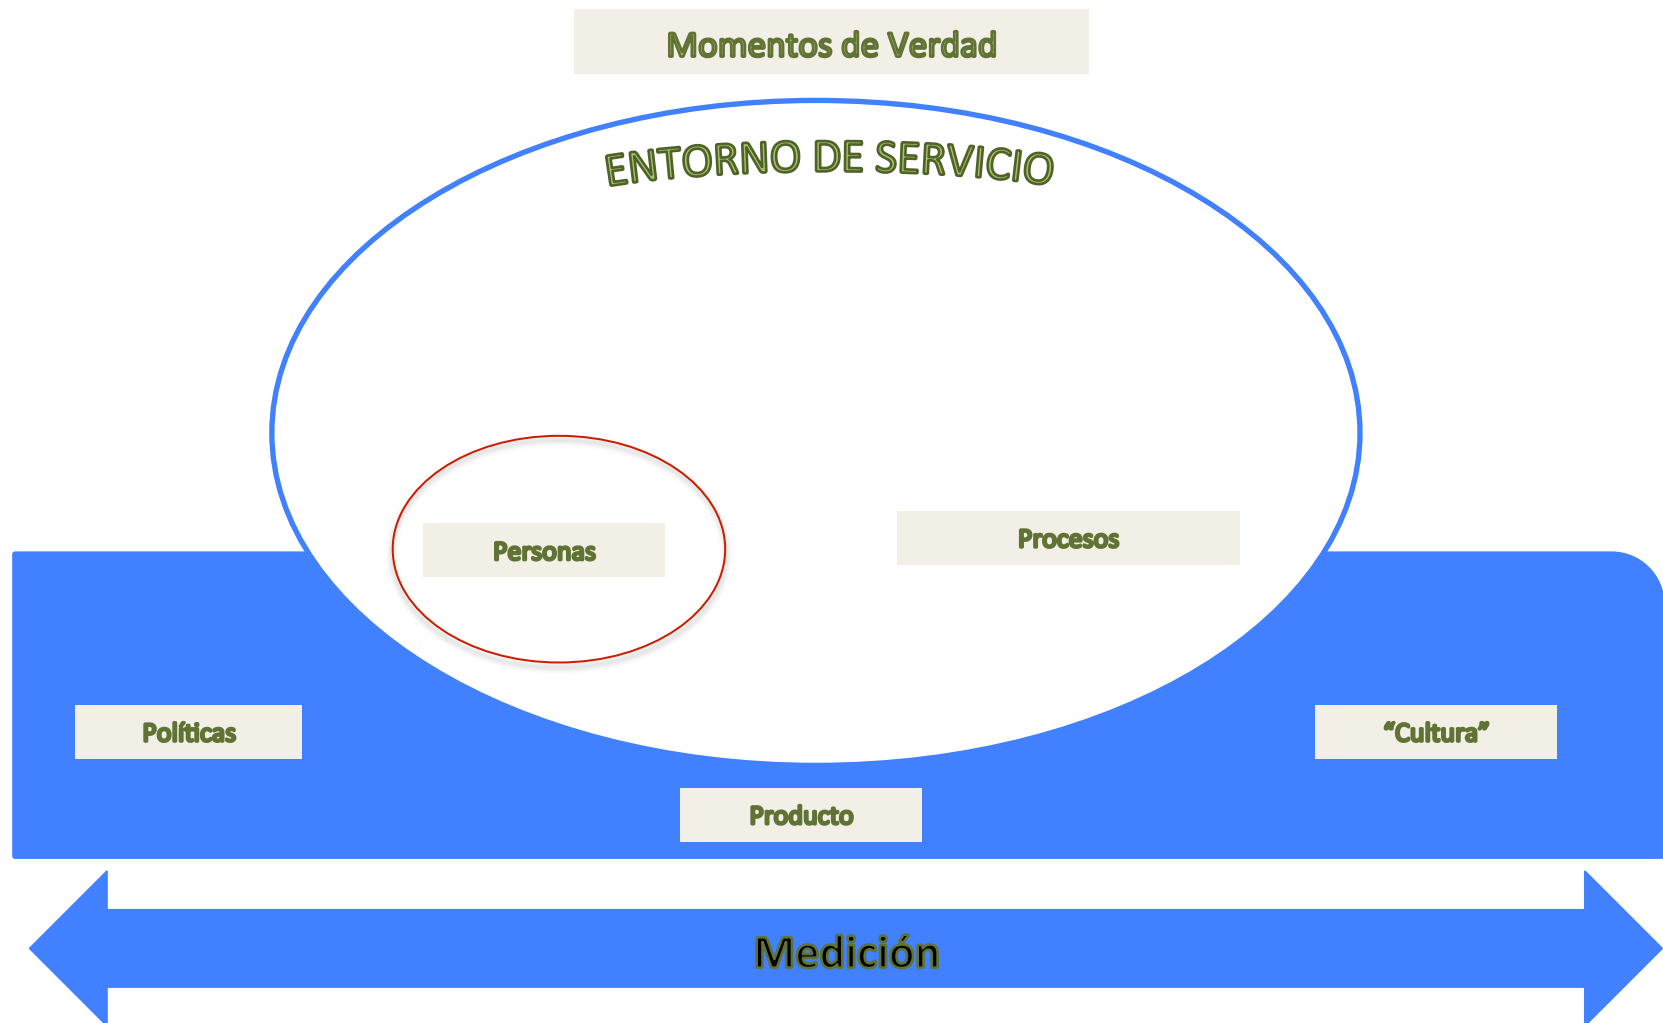 Momentos de Verdad
ENTORNO DE SERVICIO
Personas
Procesos
Políticas
“Cultura”
Producto
Medición